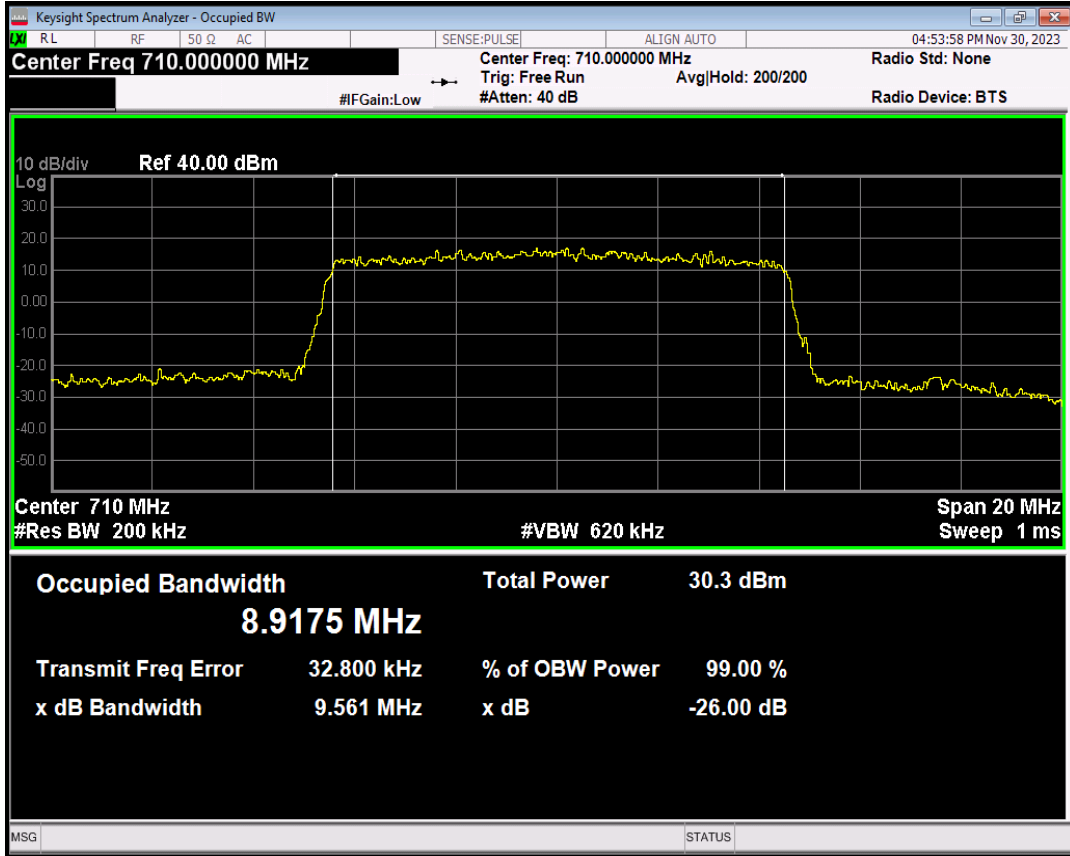 Keysight Spectrum Analyzer - Occupied BW
LXI RL RF 50 Ω AC SENSE:PULSE ALIGN AUTO 04:53:58 PM Nov 30, 2023
Center Freq 710.000000 MHz Center Freq: 710.000000 MHz Radio Std: None
Trig: Free Run Avg|Hold: 200/200
#IFGain:Low #Atten: 40 dB Radio Device: BTS
10 dB/div Ref 40.00 dBm
Log
30.0
20.0
10.0
0.00
-10.0
-20.0
-30.0
-40.0
-50.0
Center 710 MHz Span 20 MHz
#Res BW 200 kHz #VBW 620 kHz Sweep 1 ms
Occupied Bandwidth Total Power 30.3 dBm
8.9175 MHz
Transmit Freq Error 32.800 kHz % of OBW Power 99.00 %
x dB Bandwidth 9.561 MHz x dB -26.00 dB
MSG STATUS